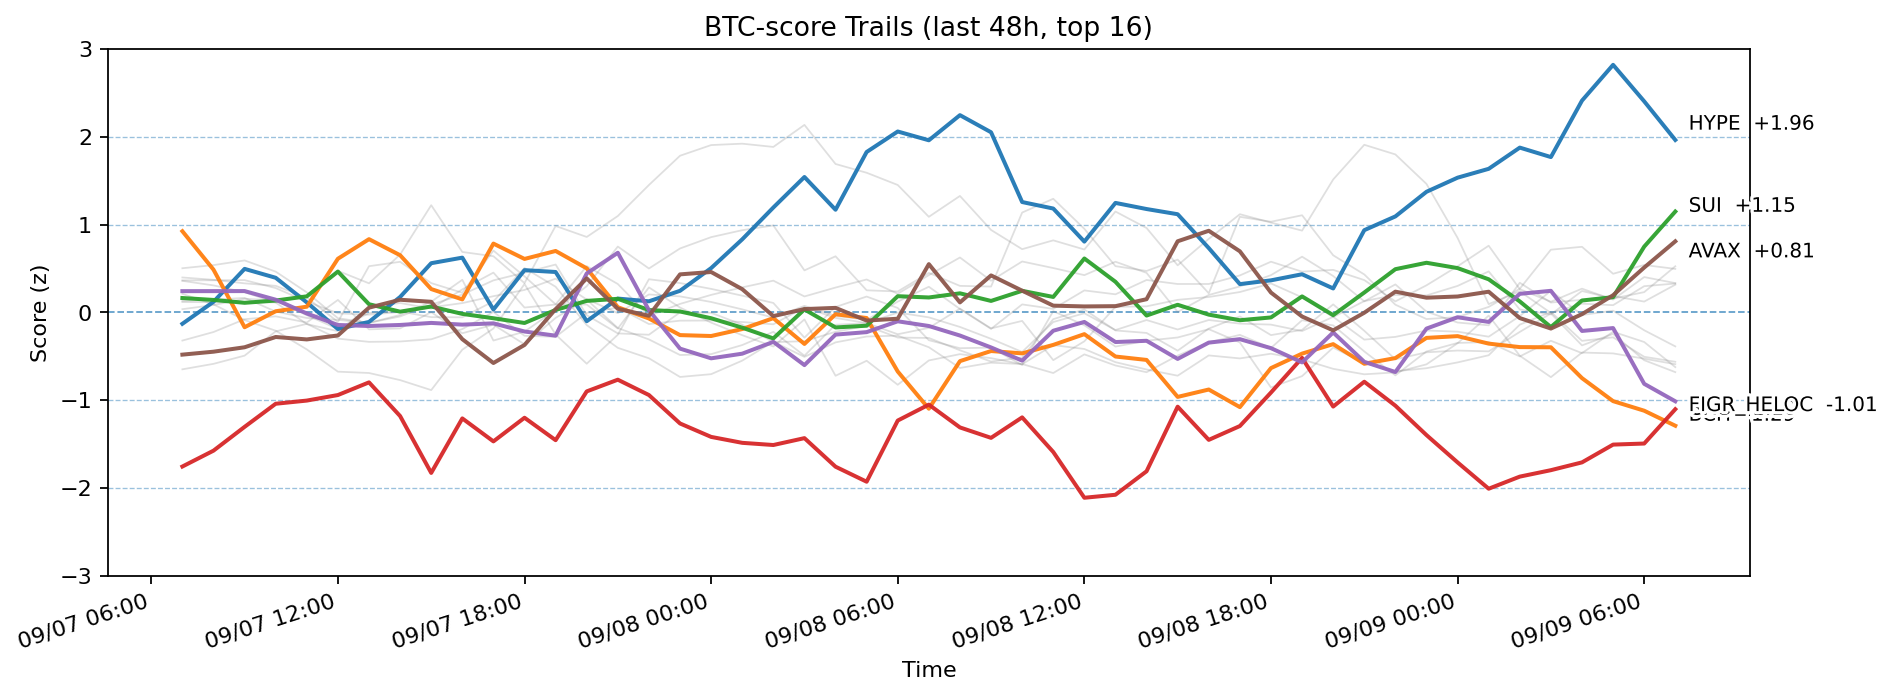 BTC-score Trails (last 48h, top 16)
3
2
1
0
−1
−2
−3
Score (z)
HYPE +1.96
SUI +1.15
AVAX +0.81
FIGR_HELOC -1.01
09/07 06:00
09/07 12:00
09/07 18:00
09/08 00:00
09/08 06:00
09/08 12:00
09/08 18:00
09/09 00:00
09/09 06:00
Time